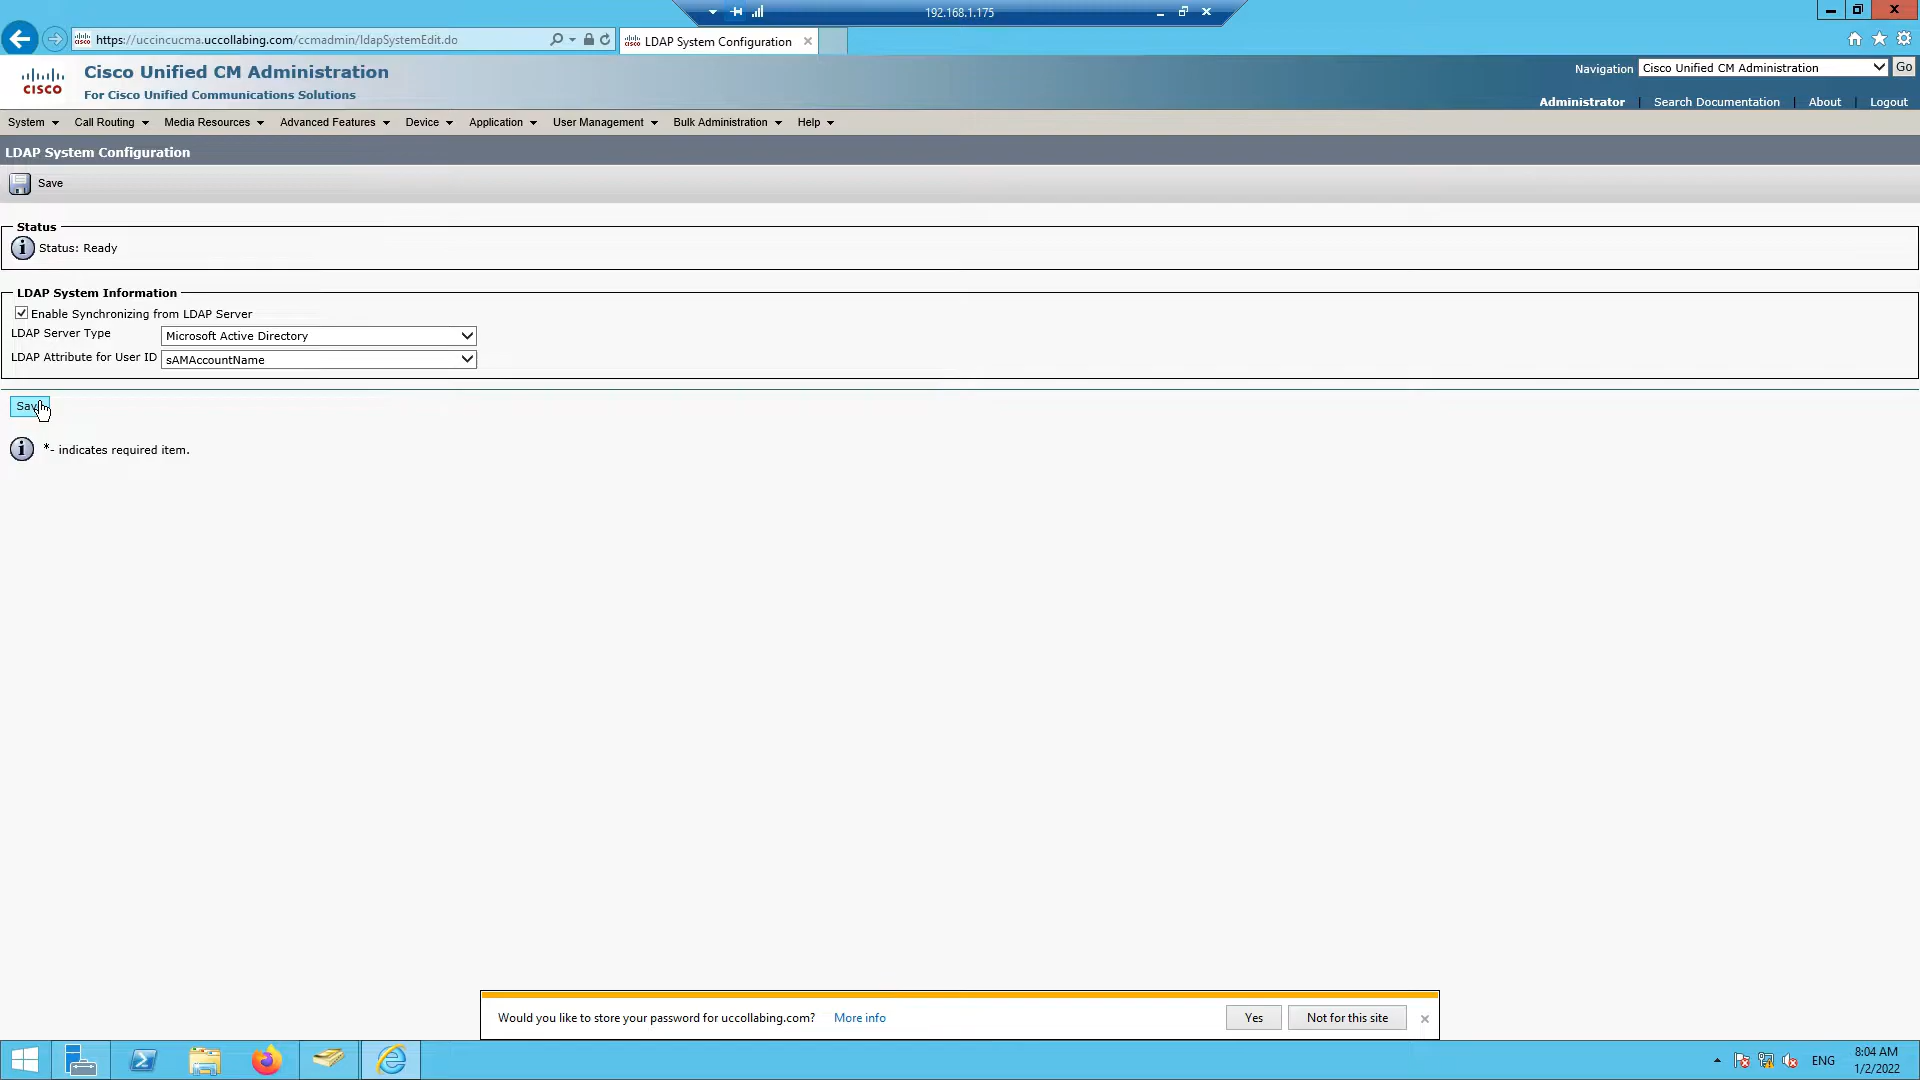 192.168.1.175
https://uccincucma.uccollabing.com/ccmadmin/ldapSystemEdit.do
LDAP System Configuration
cisco
Cisco Unified CM Administration
For Cisco Unified Communications Solutions
Navigation Cisco Unified CM Administration Go
Administrator | Search Documentation | About | Logout
System Call Routing Media Resources Advanced Features Device Application User Management Bulk Administration Help
LDAP System Configuration
Save
Status
Status: Ready
LDAP System Information
Enable Synchronizing from LDAP Server
LDAP Server Type Microsoft Active Directory
LDAP Attribute for User ID sAMAccountName
Save
*- indicates required item.
Would you like to store your password for uccollabing.com? More info Yes Not for this site
ENG
8:04 AM
1/2/2022